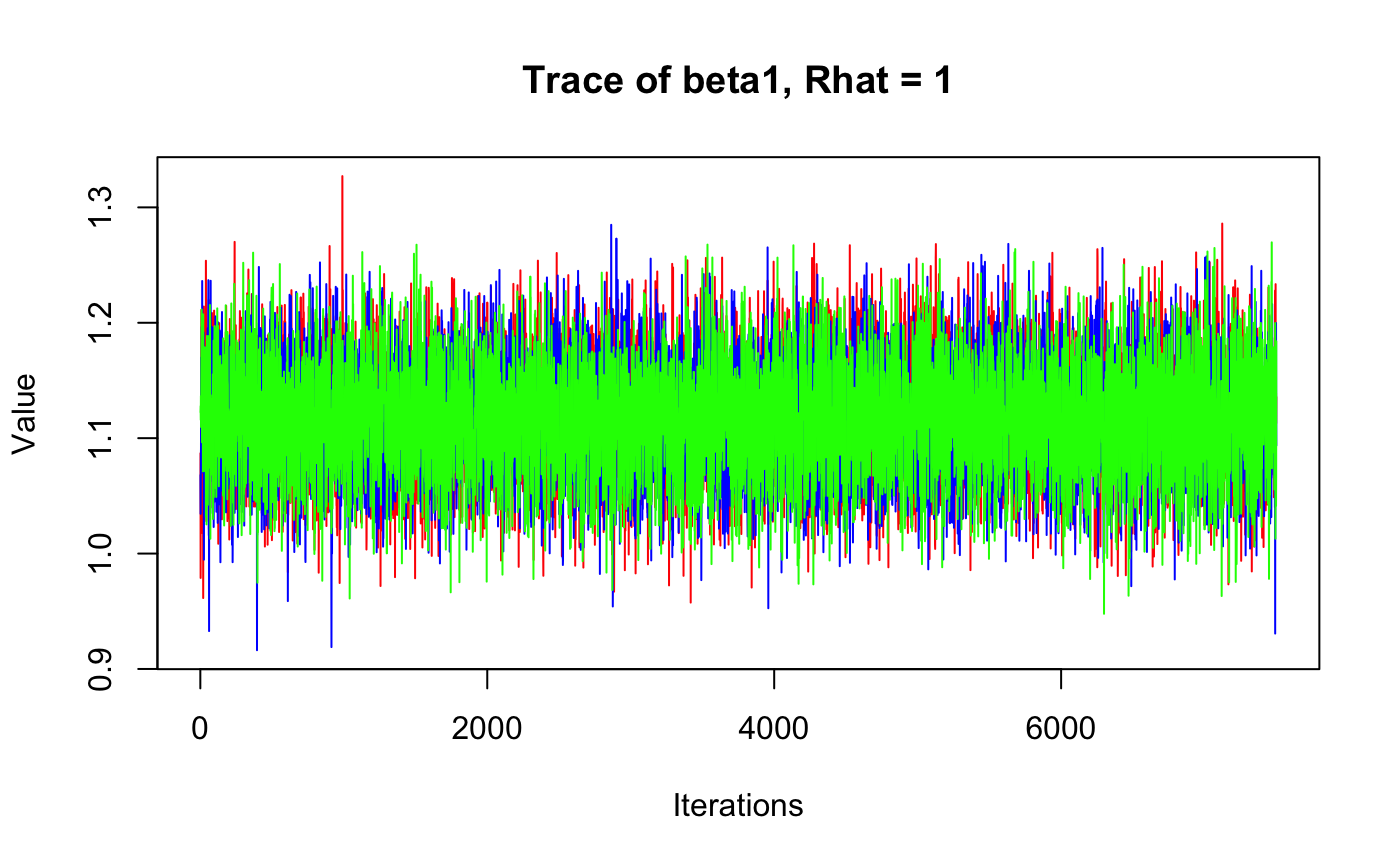 Trace of beta1, Rhat = 1
Value
1.3
1.2
1.1
1.0
0.9
0 2000 4000 6000
Iterations